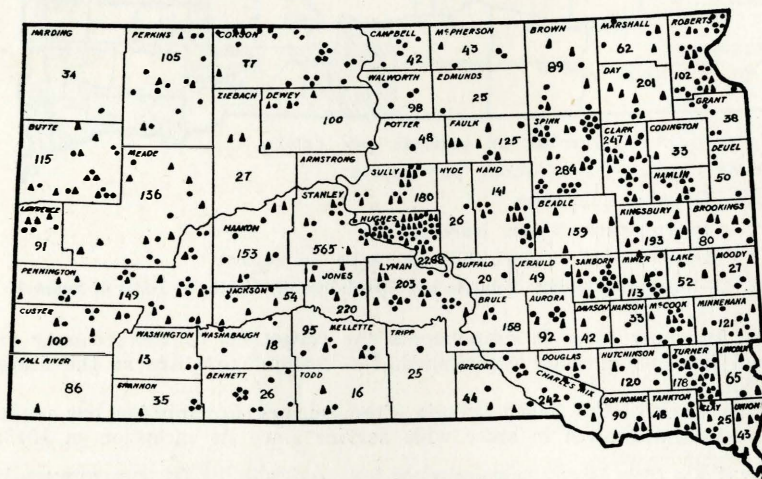 HARDING
34
PERKINS
105
CORSON
77
CAMPBELL
42
McPHERSON
43
BROWN
89
MARSHALL
62
ROBERTS
102
WALWORTH
98
EDMUNDS
25
DAY
201
GRANT
38
ZIEBACH
27
DEWEY
100
ARMSTRONG
POTTER
48
FAULK
125
SPINK
284
CLARK
247
CODINGTON
33
DEUEL
50
HAMLIN
BUTTE
115
MEADE
136
SULLY
180
HYDE
26
HAND
141
STANLEY
565
HUGHES
2288
BEADLE
159
KINGSBURY
193
BROOKINGS
80
LAWRENCE
91
HAAKON
153
PENNINGTON
149
JACKSON
54
JONES
220
LYMAN
203
BUFFALO
20
JERAULD
49
SANBORN
MINER
113
LAKE
52
MOODY
27
CUSTER
100
BRULE
158
AURORA
92
DAVISON
42
HANSON
33
McCOOK
MINNEHAHA
121
WASHINGTON
13
WASHABAUGH
18
95
MELLETTE
TRIPP
25
FALL RIVER
86
SHANNON
35
BENNETT
26
TODD
16
GREGORY
44
CHARLES MIX
242
DOUGLAS
HUTCHINSON
120
TURNER
178
LINCOLN
65
BON HOMME
90
YANKTON
48
CLAY
25
UNION
43